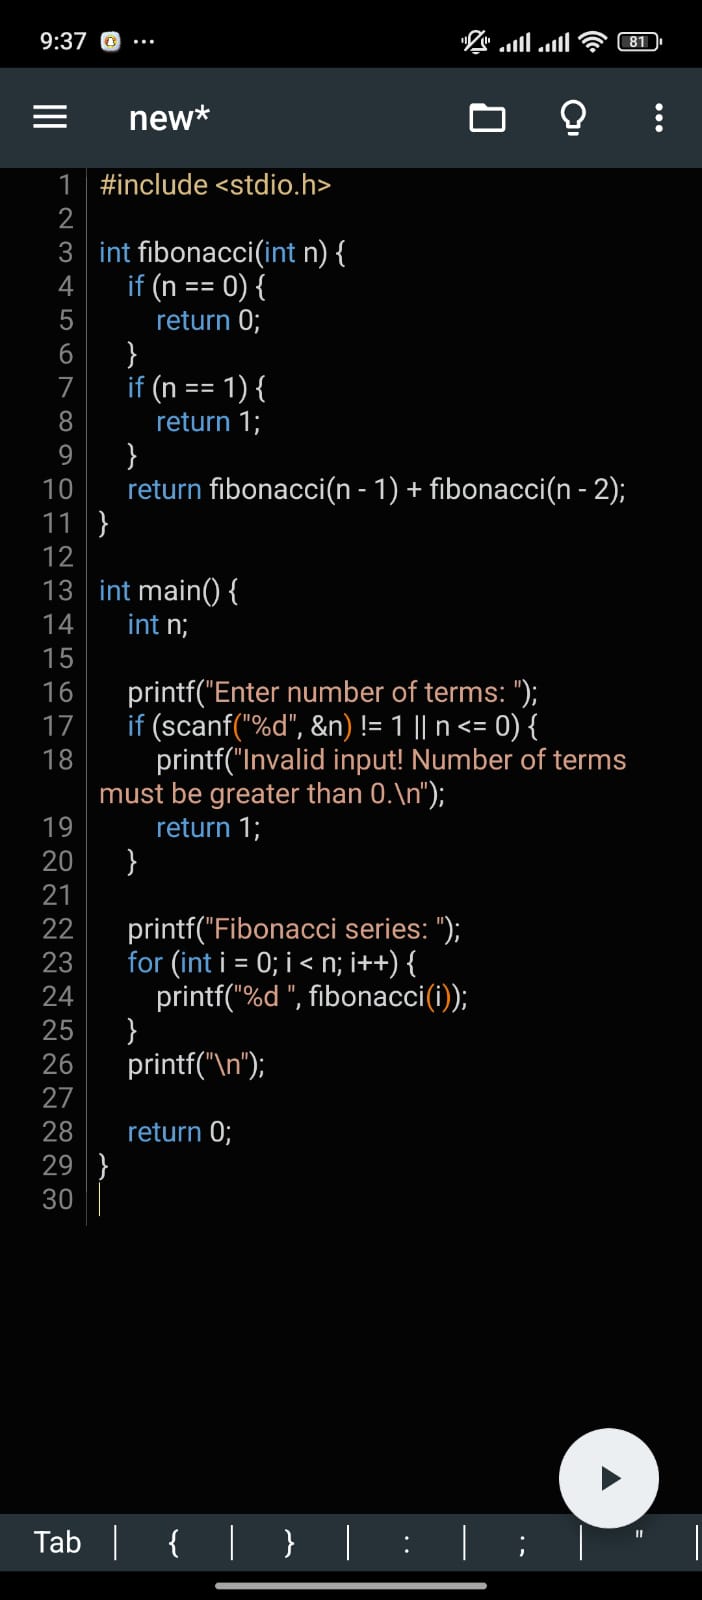 9:37 ... 81
new*
1 #include <stdio.h>
2
3 int fibonacci(int n) {
4     if (n == 0) {
5         return 0;
6     }
7     if (n == 1) {
8         return 1;
9     }
10     return fibonacci(n - 1) + fibonacci(n - 2);
11 }
12
13 int main() {
14     int n;
15
16     printf("Enter number of terms: ");
17     if (scanf("%d", &n) != 1 || n <= 0) {
18         printf("Invalid input! Number of terms
must be greater than 0.\n");
19         return 1;
20     }
21
22     printf("Fibonacci series: ");
23     for (int i = 0; i < n; i++) {
24         printf("%d ", fibonacci(i));
25     }
26     printf("\n");
27
28     return 0;
29 }
30
Tab | { | } | : | ; | " |